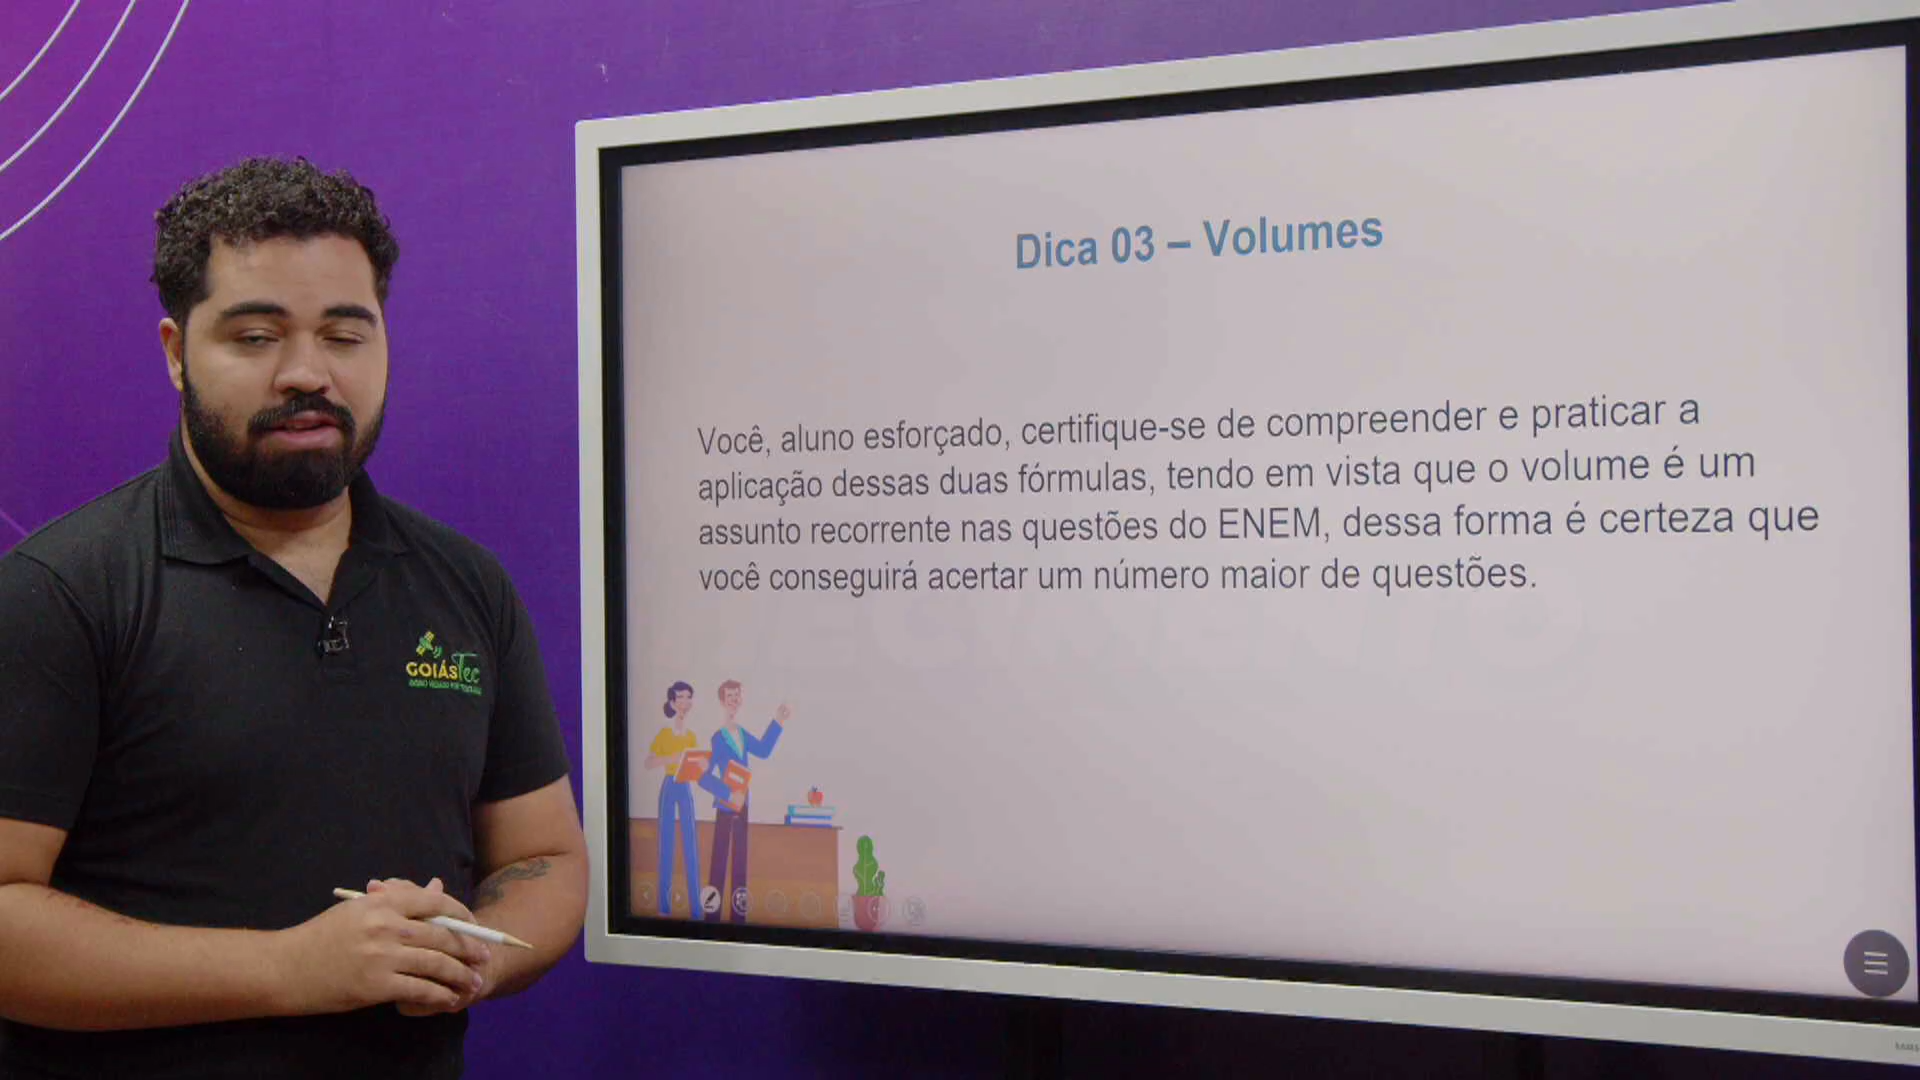 Dica 03 – Volumes
Você, aluno esforçado, certifique-se de compreender e praticar a
aplicação dessas duas fórmulas, tendo em vista que o volume é um
assunto recorrente nas questões do ENEM, dessa forma é certeza que
você conseguirá acertar um número maior de questões.
GOIÁSTec